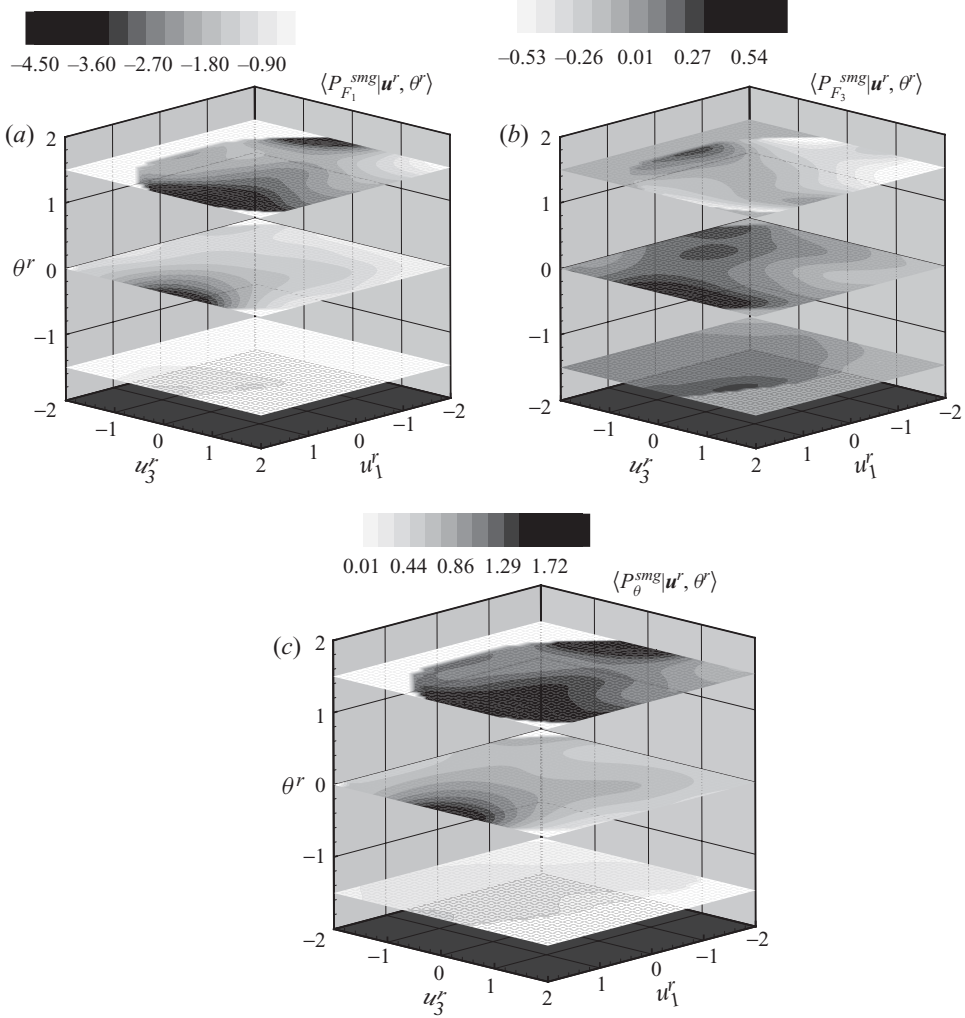 −4.50 −3.60 −2.70 −1.80 −0.90
−0.53 −0.26 0.01 0.27 0.54
⟨P_{F_1}^{smg}|u^r, θ^r⟩
⟨P_{F_3}^{smg}|u^r, θ^r⟩
(a)
2
1
θ^r 0
−1
−2
−1
0
1
2
u_3^r
1
0
−1
−2
u_1^r
(b)
2
1
0
−1
−2
−1
0
1
2
u_3^r
1
0
−1
−2
u_1^r
0.01 0.44 0.86 1.29 1.72
⟨P_θ^{smg}|u^r, θ^r⟩
(c)
2
1
θ^r 0
−1
−2
−1
0
1
2
u_3^r
1
0
−1
−2
u_1^r